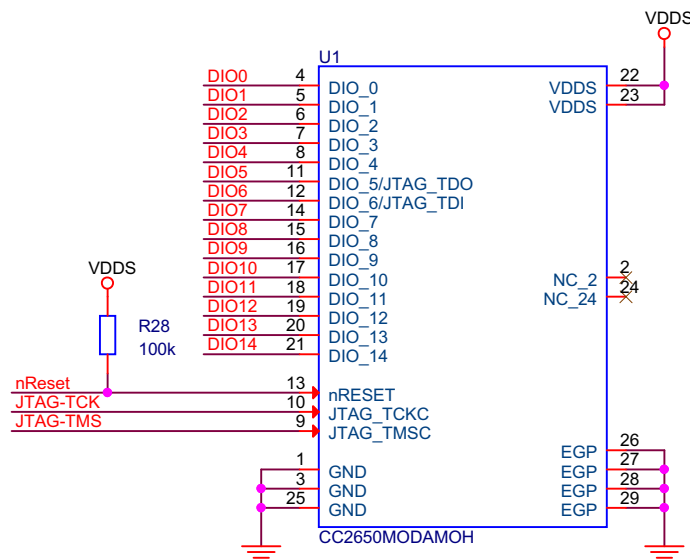 VDDS
U1
DIO0 4 DIO_0 VDDS 22
DIO1 5 DIO_1 VDDS 23
DIO2 6 DIO_2
DIO3 7 DIO_3
DIO4 8 DIO_4
DIO5 11 DIO_5/JTAG_TDO
DIO6 12 DIO_6/JTAG_TDI
DIO7 14 DIO_7
DIO8 15 DIO_8
DIO9 16 DIO_9
DIO10 17 DIO_10 NC_2 2
DIO11 18 DIO_11 NC_24 24
DIO12 19 DIO_12
DIO13 20 DIO_13
DIO14 21 DIO_14
VDDS
R28
100k
nReset 13 nRESET
JTAG-TCK 10 JTAG_TCKC
JTAG-TMS 9 JTAG_TMSC
EGP 26
1 GND EGP 27
3 GND EGP 28
25 GND EGP 29
CC2650MODAMOH